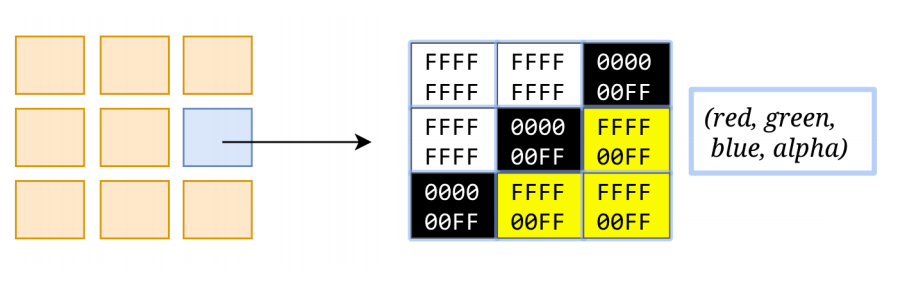 FFFF FFFF 0000
FFFF FFFF 00FF
FFFF 0000 FFFF
FFFF 00FF 00FF
0000 FFFF FFFF
00FF 00FF 00FF
(red, green,
blue, alpha)